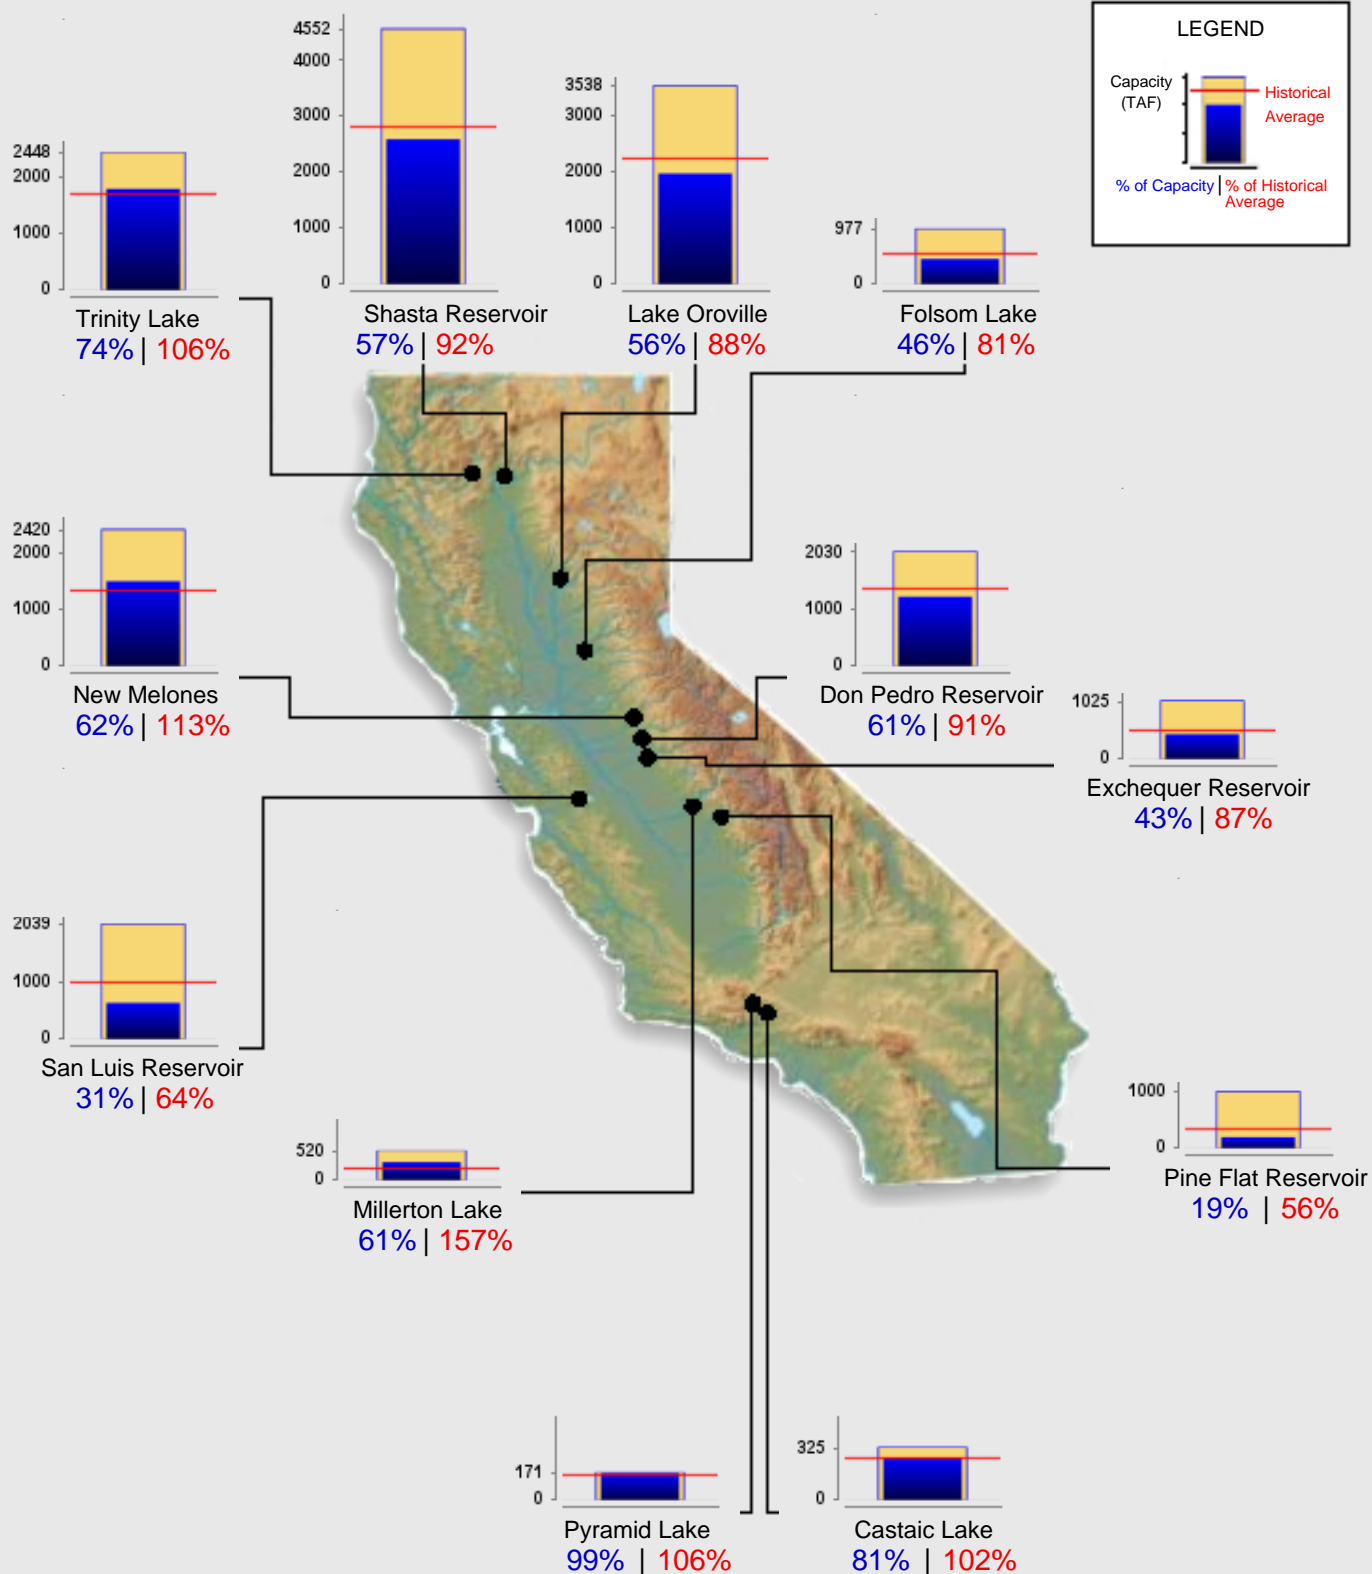 LEGEND
Capacity
(TAF)
Historical
Average
% of Capacity | % of Historical
Average
4552
4000
3000
2000
1000
0
Shasta Reservoir
57% | 92%
3538
3000
2000
1000
0
Lake Oroville
56% | 88%
2448
2000
1000
0
Trinity Lake
74% | 106%
977
0
Folsom Lake
46% | 81%
2420
2000
1000
0
New Melones
62% | 113%
2030
1000
0
Don Pedro Reservoir
61% | 91%
1025
0
Exchequer Reservoir
43% | 87%
2039
1000
0
San Luis Reservoir
31% | 64%
520
0
Millerton Lake
61% | 157%
1000
0
Pine Flat Reservoir
19% | 56%
171
0
Pyramid Lake
99% | 106%
325
0
Castaic Lake
81% | 102%